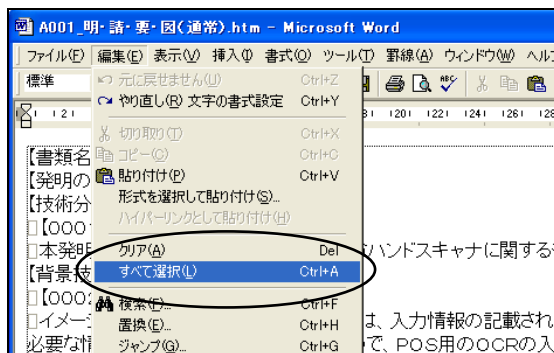 A001_明・請・要・図(通常).htm - Microsoft Word
ファイル(F) 編集(E) 表示(V) 挿入(I) 書式(O) ツール(T) 罫線(A) ウィンドウ(W) ヘル
標準
元に戻せません(U) Ctrl+Z
やり直し(R) 文字の書式設定 Ctrl+Y
切り取り(T) Ctrl+X
コピー(C) Ctrl+C
貼り付け(P) Ctrl+V
形式を選択して貼り付け(S)...
ハイパーリンクとして貼り付け(H)
クリア(A) Del
すべて選択(L) Ctrl+A
検索(F)... Ctrl+F
置換(E)... Ctrl+H
ジャンプ(G)... Ctrl+G
2 120 122 124 126
【書類名
【発明の
【技術分
【000
本発明 ハンドスキャナに関する
【背景技
【0002
イメー は、入力情報の記載され
必要な情 で、POS用のOCRの入